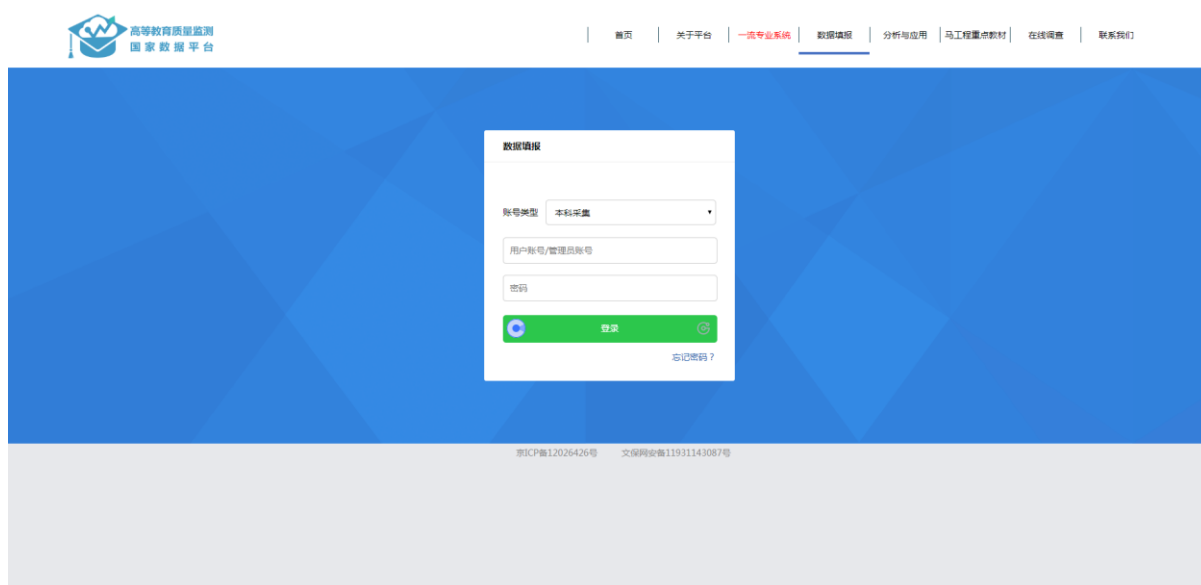 高等教育质量监测
国家数据平台
首页
关于平台
一流专业系统
数据填报
分析与应用
马工程重点教材
在线调查
联系我们
数据填报
账号类型
本科采集
用户账号/管理员账号
密码
登录
忘记密码？
京ICP备12026426号
文保网安备11931143087号